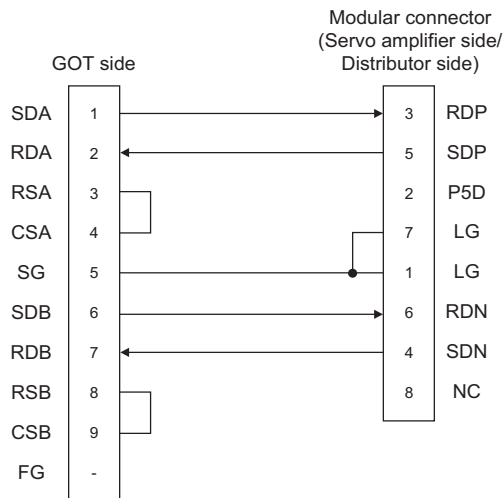 Modular connector
(Servo amplifier side/
Distributor side)
GOT side
SDA 1 3 RDP
RDA 2 5 SDP
RSA 3 2 P5D
CSA 4 7 LG
SG 5 1 LG
SDB 6 6 RDN
RDB 7 4 SDN
RSB 8 8 NC
CSB 9
FG -